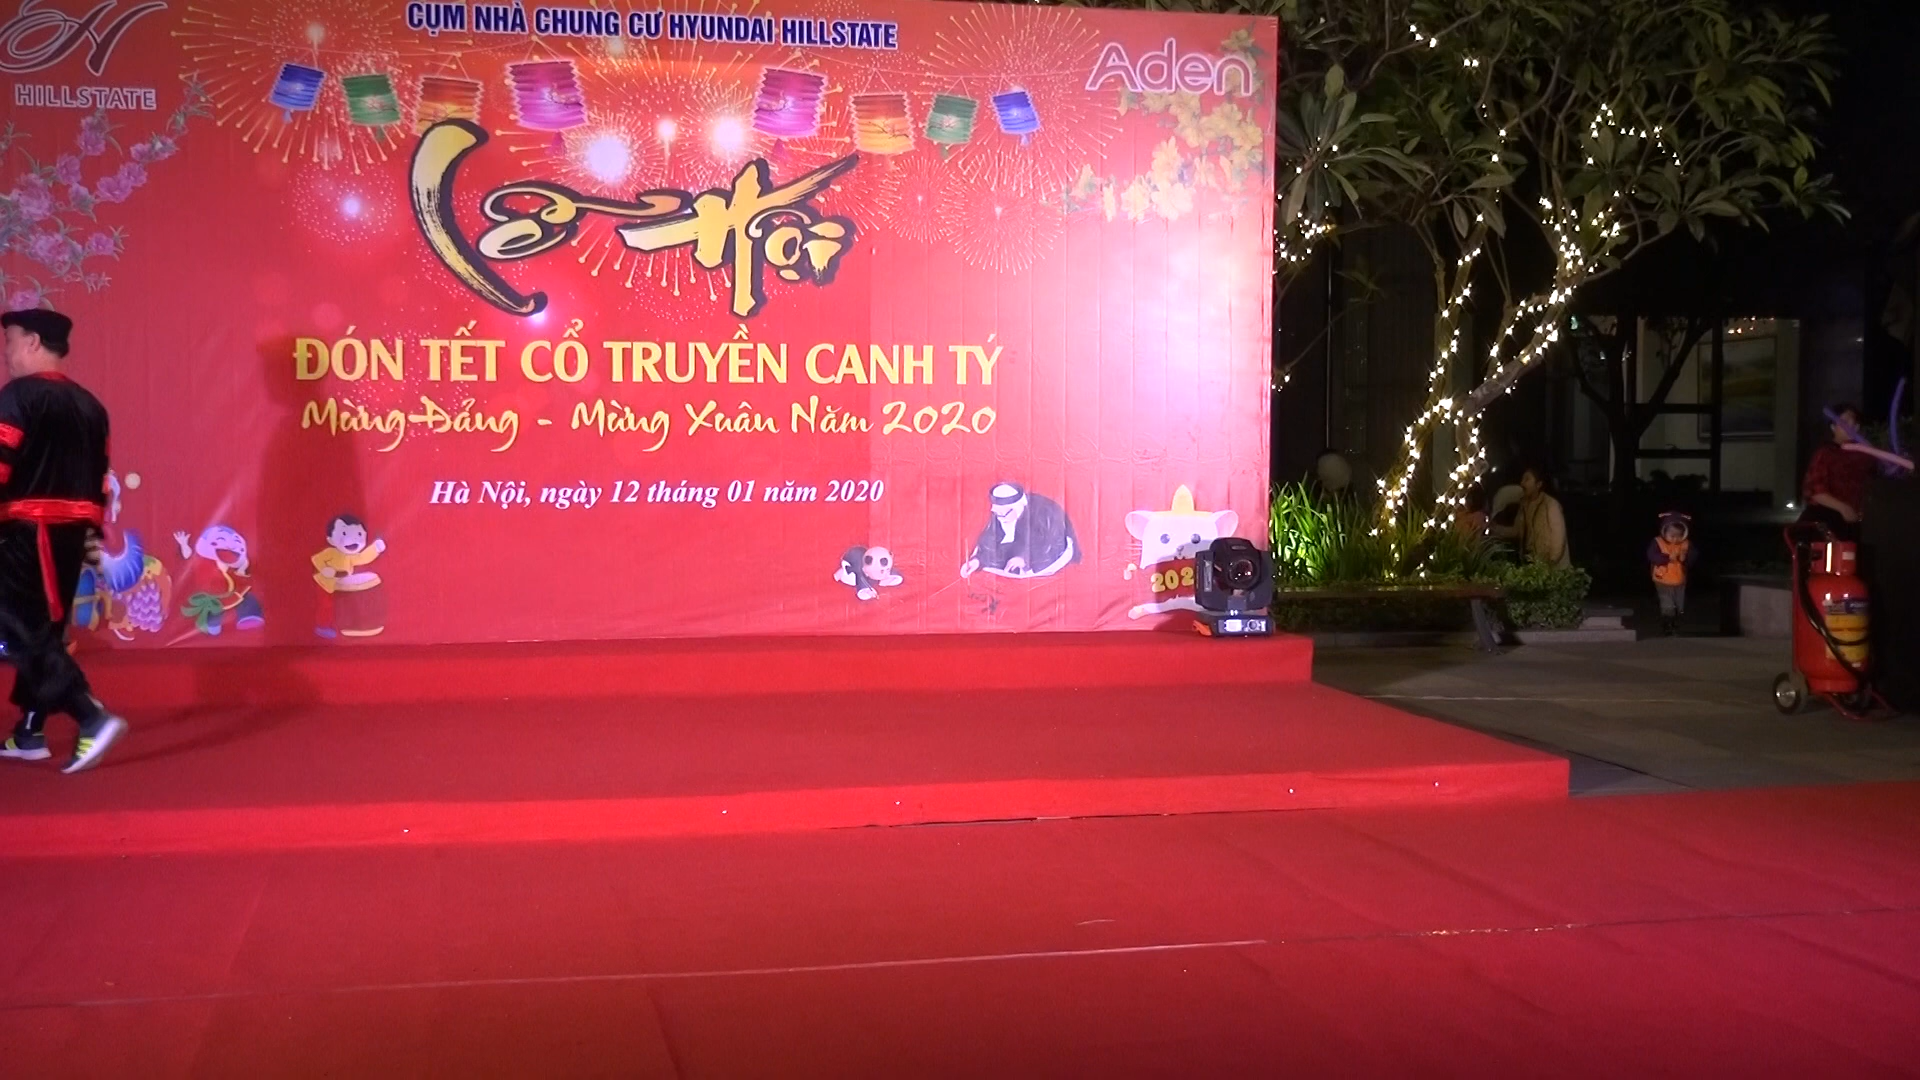 CỤM NHÀ CHUNG CƯ HYUNDAI HILLSTATE
HILLSTATE
Aden
Lễ Hội
ĐÓN TẾT CỔ TRUYỀN CANH TÝ
Mừng Đảng - Mừng Xuân Năm 2020
Hà Nội, ngày 12 tháng 01 năm 2020